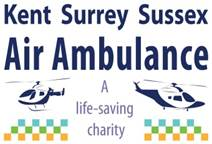 Kent Surrey Sussex
Air Ambulance
A
life-saving
charity